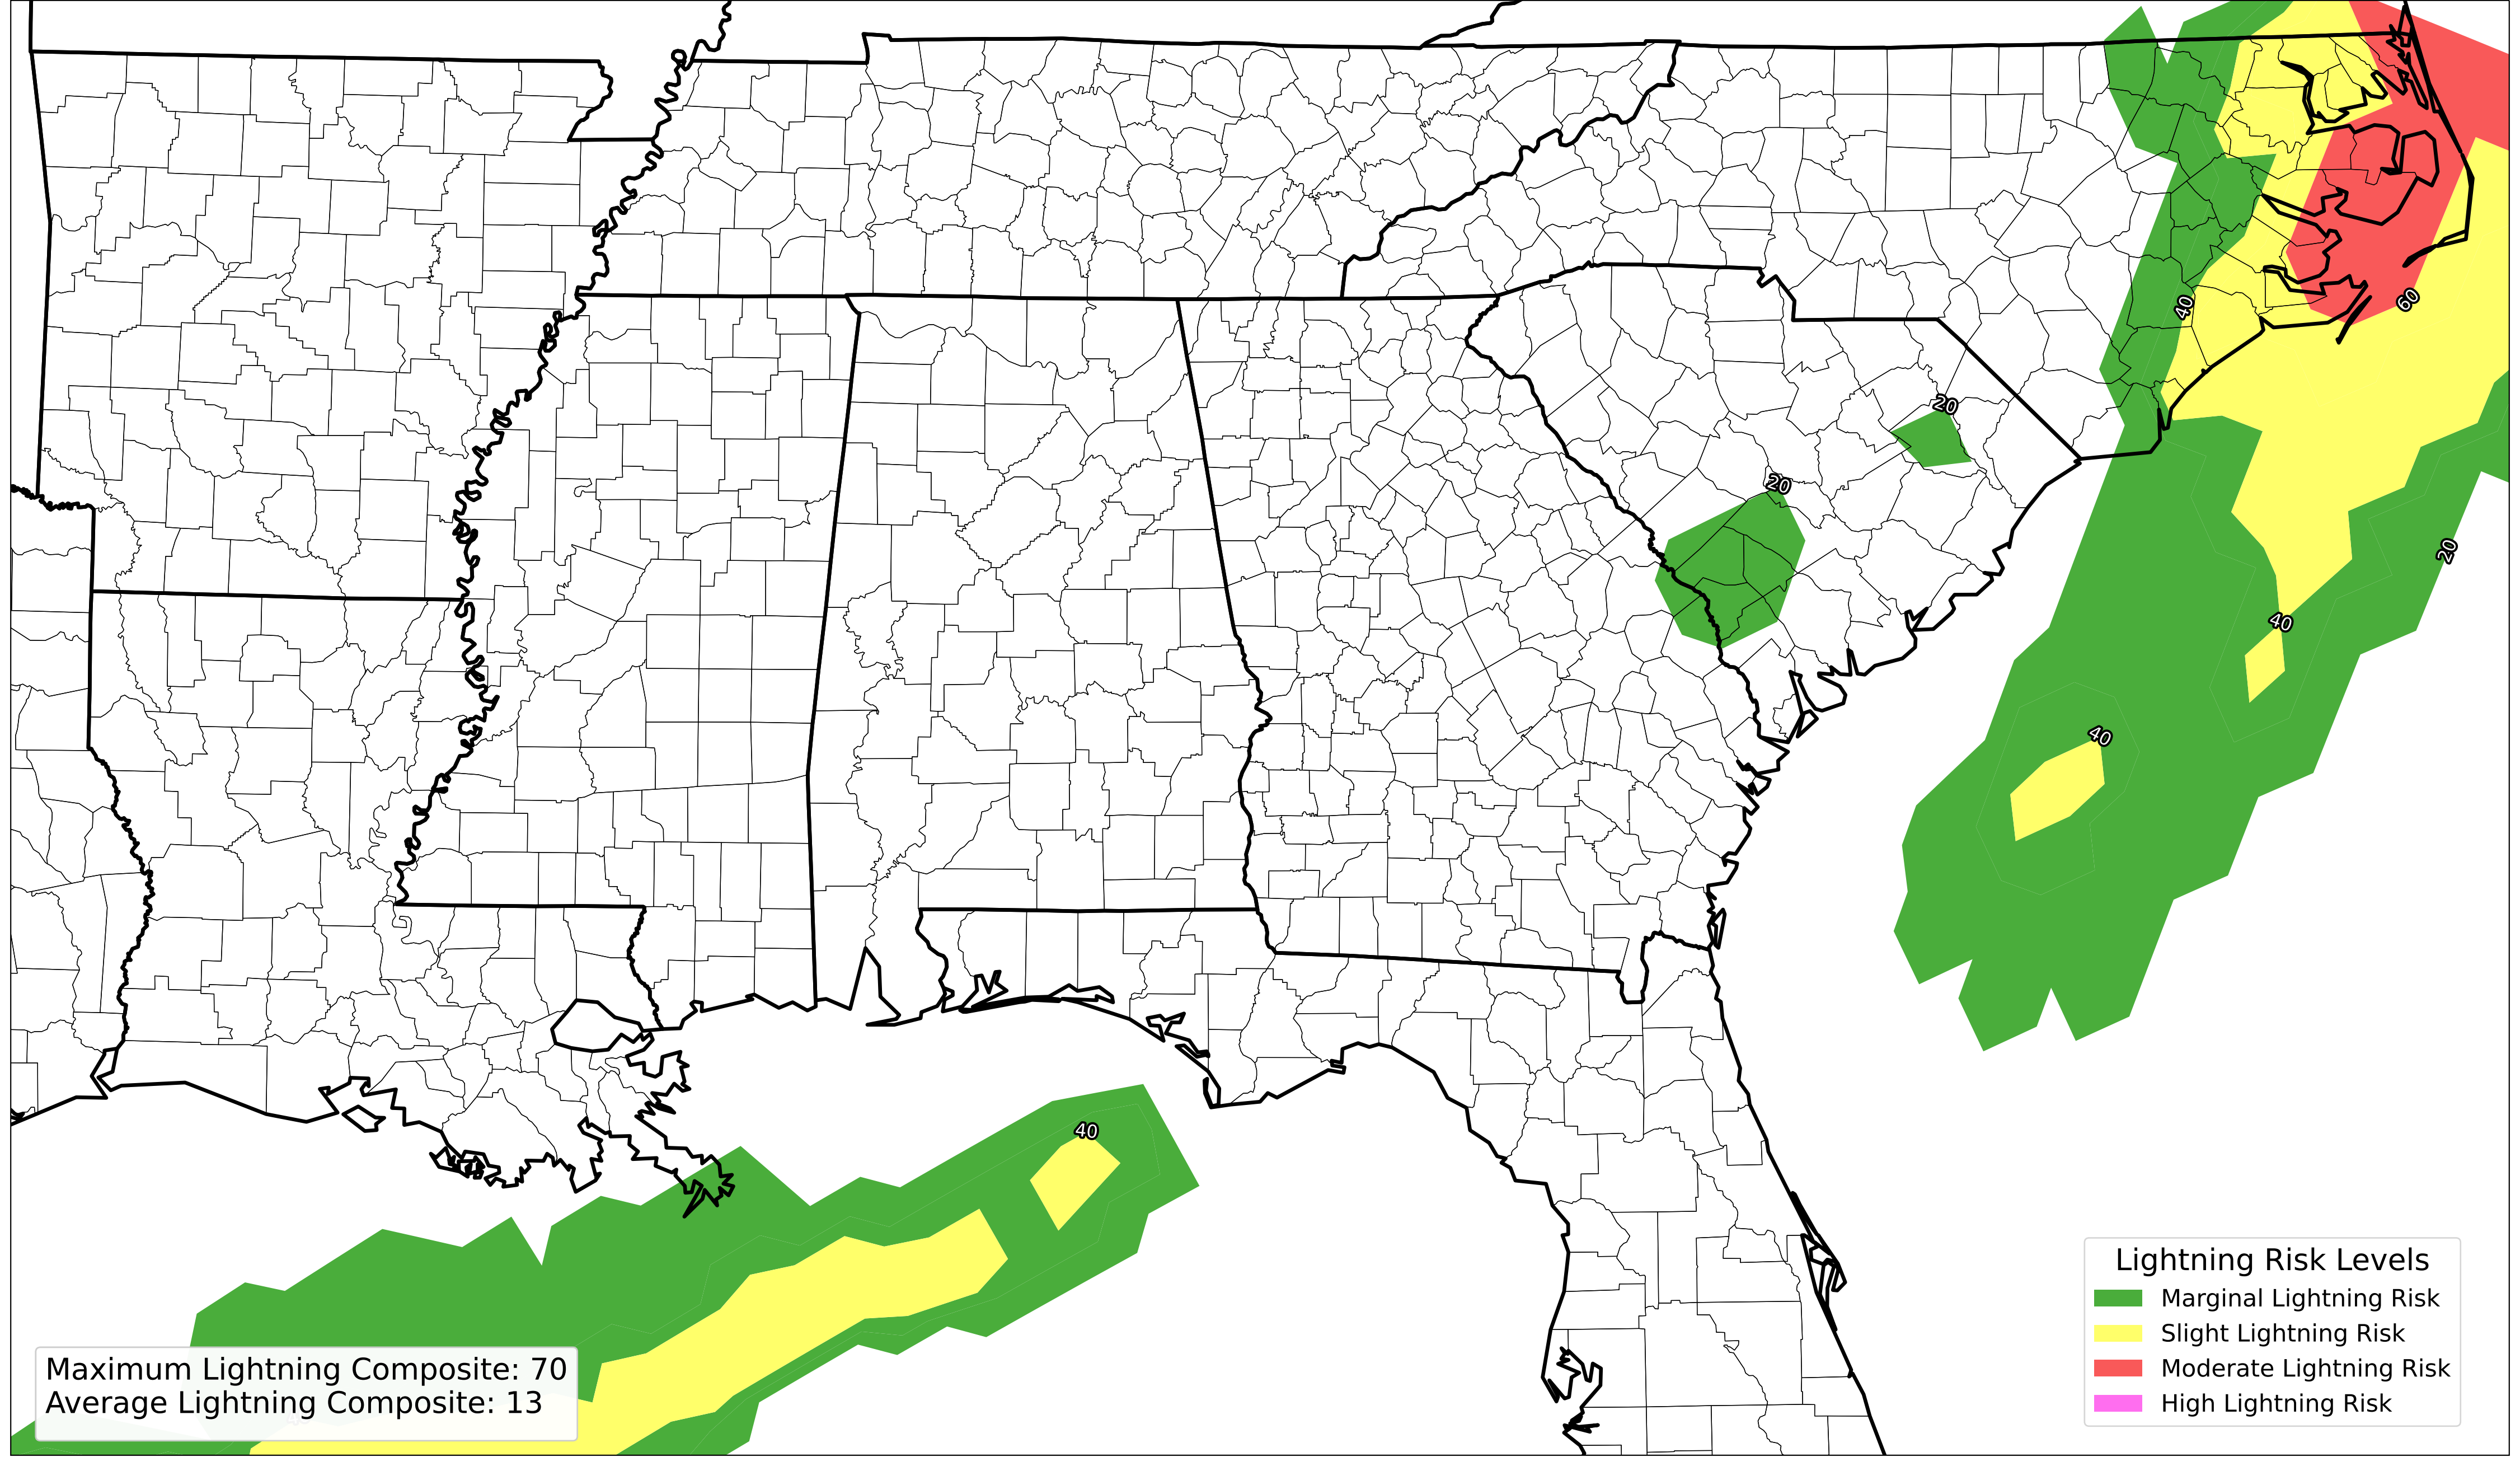 40
60
20
20
20
40
40
40
Maximum Lightning Composite: 70
Average Lightning Composite: 13
Lightning Risk Levels
Marginal Lightning Risk
Slight Lightning Risk
Moderate Lightning Risk
High Lightning Risk